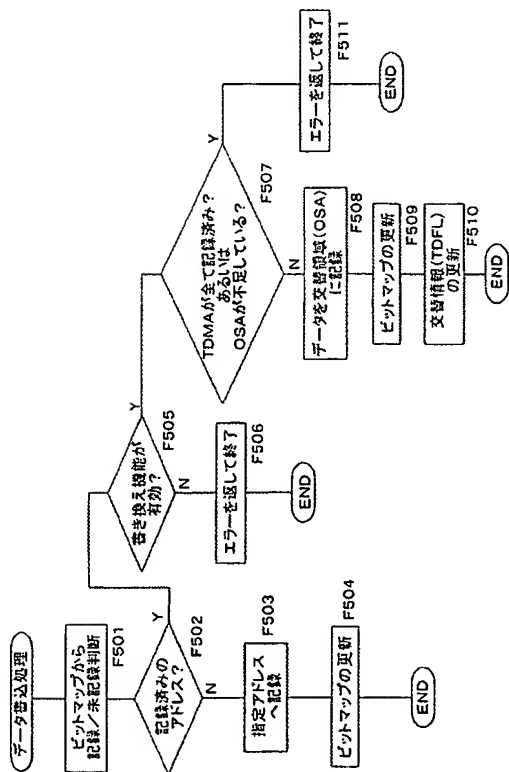 データ書込処理
ビットマップから
記録／未記録判断
F501
記録済みの
アドレス？
F502
Y
N
指定アドレス
へ記録
F503
ビットマップの更新
F504
END
書き換え機能が
有効？
F505
Y
N
エラーを返して終了
F506
END
TDMAが全て記録済み？
あるいは
OSAが不足している？
F507
Y
N
データを交替領域(OSA)
に記録
F508
ビットマップの更新
F509
交替情報(TDFL)
の更新
F510
END
エラーを返して終了
F511
END